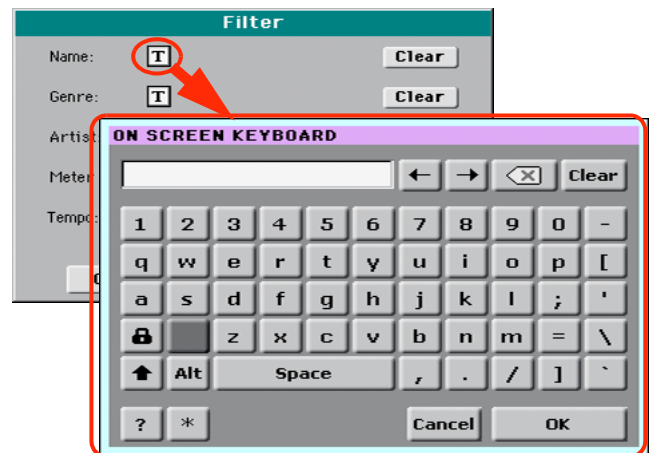 Filter
Name: T Clear
Genre: T Clear
Artist
Meter
Tempo:
ON SCREEN KEYBOARD
← → Clear
1 2 3 4 5 6 7 8 9 0 -
q w e r t y u i o p [
a s d f g h j k l ; '
z x c v b n m = \
Alt Space , . / ] `
? * Cancel OK